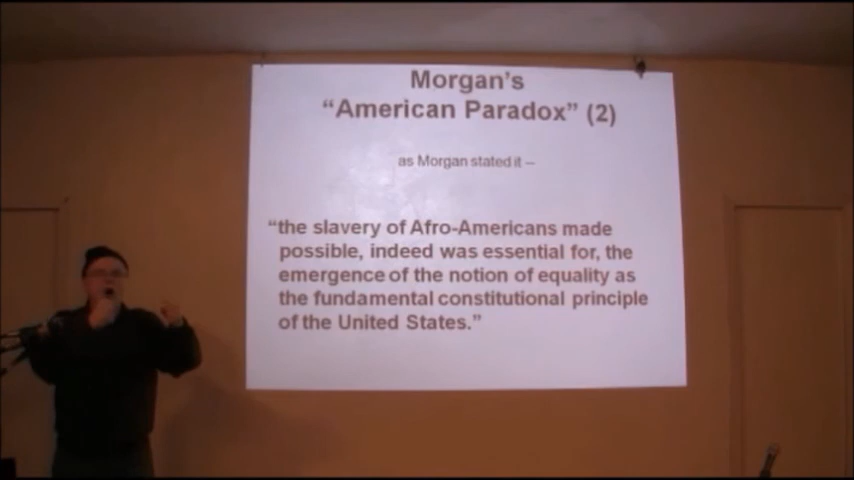 Morgan's
"American Paradox" (2)
as Morgan stated it –
"the slavery of Afro-Americans made
possible, indeed was essential for, the
emergence of the notion of equality as
the fundamental constitutional principle
of the United States."